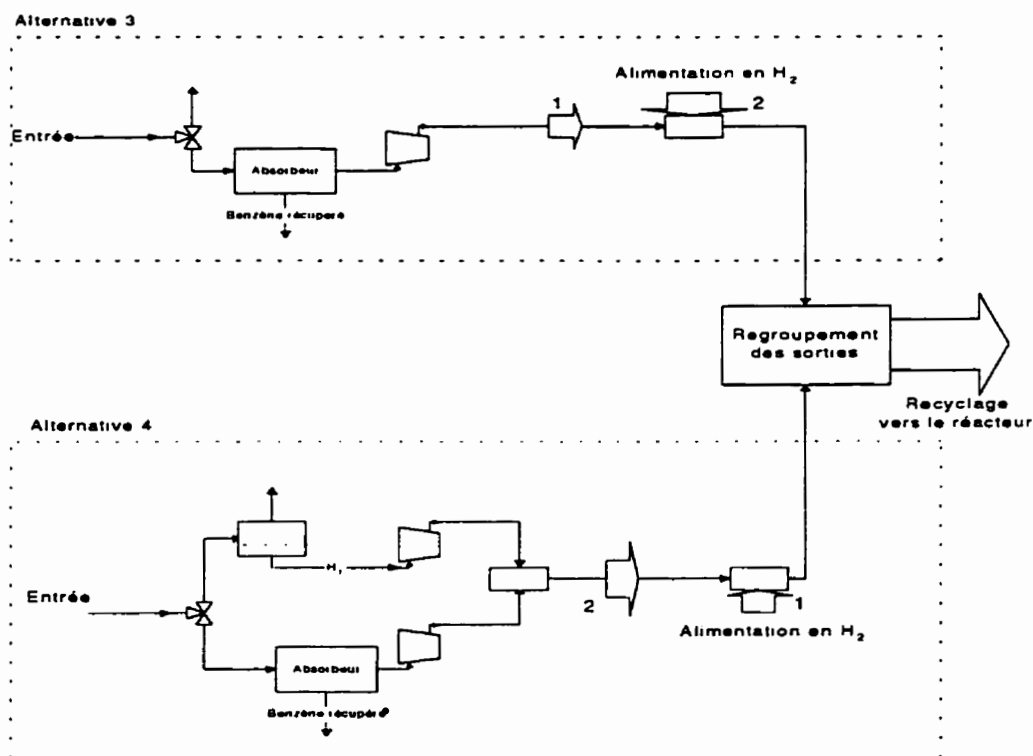 Alternative 3
Alimentation en H₂
1
2
Entrée
Absorbeur
Benzène récupéré
Regroupement
des sorties
Recyclage
vers le réacteur
Alternative 4
Entrée
2
1
Alimentation en H₂
Absorbeur
Benzène récupéré